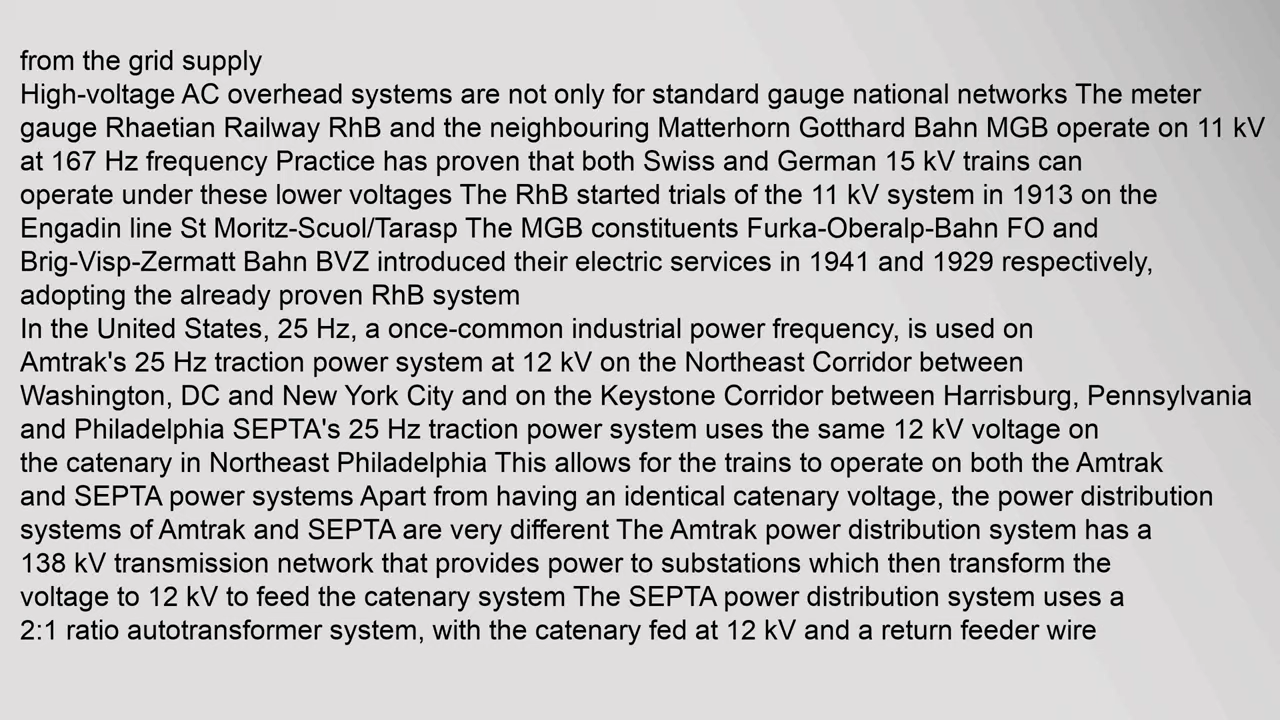 from the grid supply
High-voltage AC overhead systems are not only for standard gauge national networks The meter
gauge Rhaetian Railway RhB and the neighbouring Matterhorn Gotthard Bahn MGB operate on 11 kV
at 167 Hz frequency Practice has proven that both Swiss and German 15 kV trains can
operate under these lower voltages The RhB started trials of the 11 kV system in 1913 on the
Engadin line St Moritz-Scuol/Tarasp The MGB constituents Furka-Oberalp-Bahn FO and
Brig-Visp-Zermatt Bahn BVZ introduced their electric services in 1941 and 1929 respectively,
adopting the already proven RhB system
In the United States, 25 Hz, a once-common industrial power frequency, is used on
Amtrak's 25 Hz traction power system at 12 kV on the Northeast Corridor between
Washington, DC and New York City and on the Keystone Corridor between Harrisburg, Pennsylvania
and Philadelphia SEPTA's 25 Hz traction power system uses the same 12 kV voltage on
the catenary in Northeast Philadelphia This allows for the trains to operate on both the Amtrak
and SEPTA power systems Apart from having an identical catenary voltage, the power distribution
systems of Amtrak and SEPTA are very different The Amtrak power distribution system has a
138 kV transmission network that provides power to substations which then transform the
voltage to 12 kV to feed the catenary system The SEPTA power distribution system uses a
2:1 ratio autotransformer system, with the catenary fed at 12 kV and a return feeder wire